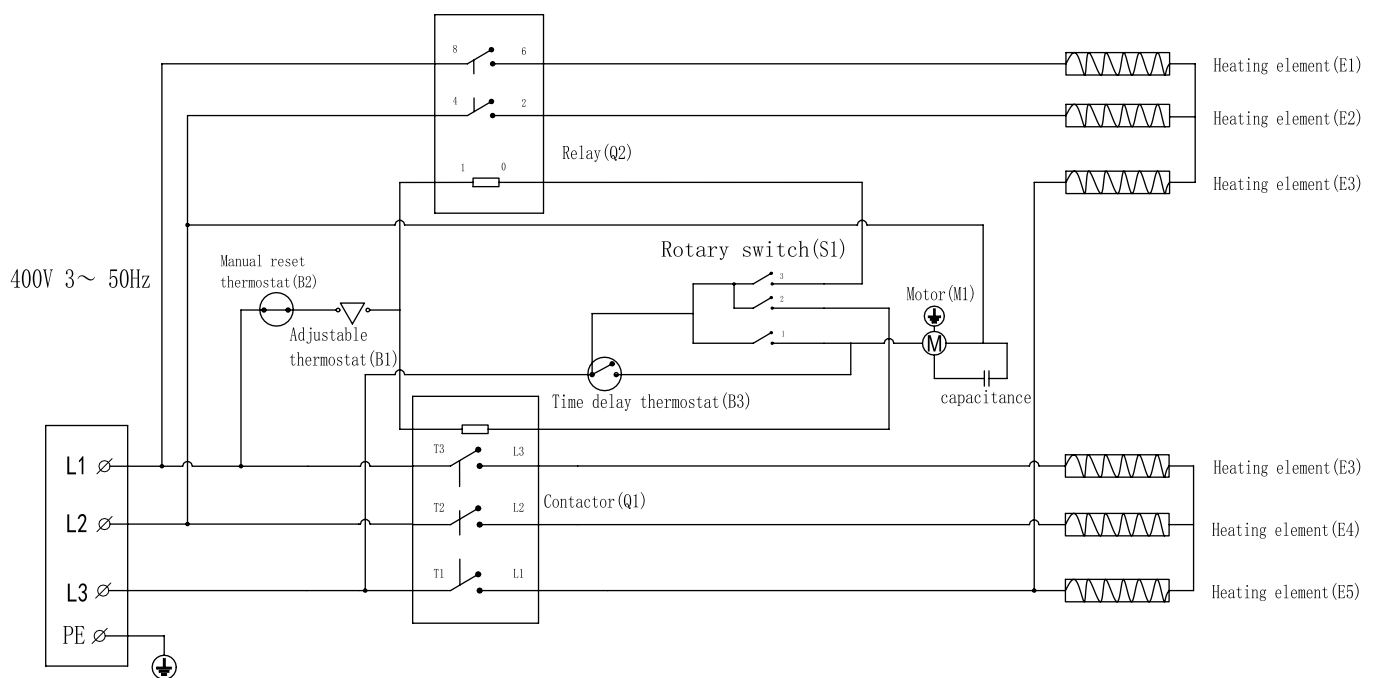 8
6
Heating element(E1)
4
2
Heating element(E2)
Relay(Q2)
1
0
Heating element(E3)
400V 3～ 50Hz
Manual reset
thermostat(B2)
Adjustable
thermostat(B1)
Rotary switch(S1)
3
2
1
Motor(M1)
M
capacitance
Time delay thermostat(B3)
L1
T3
L3
Heating element(E3)
Contactor(Q1)
L2
T2
L2
Heating element(E4)
L3
T1
L1
Heating element(E5)
PE